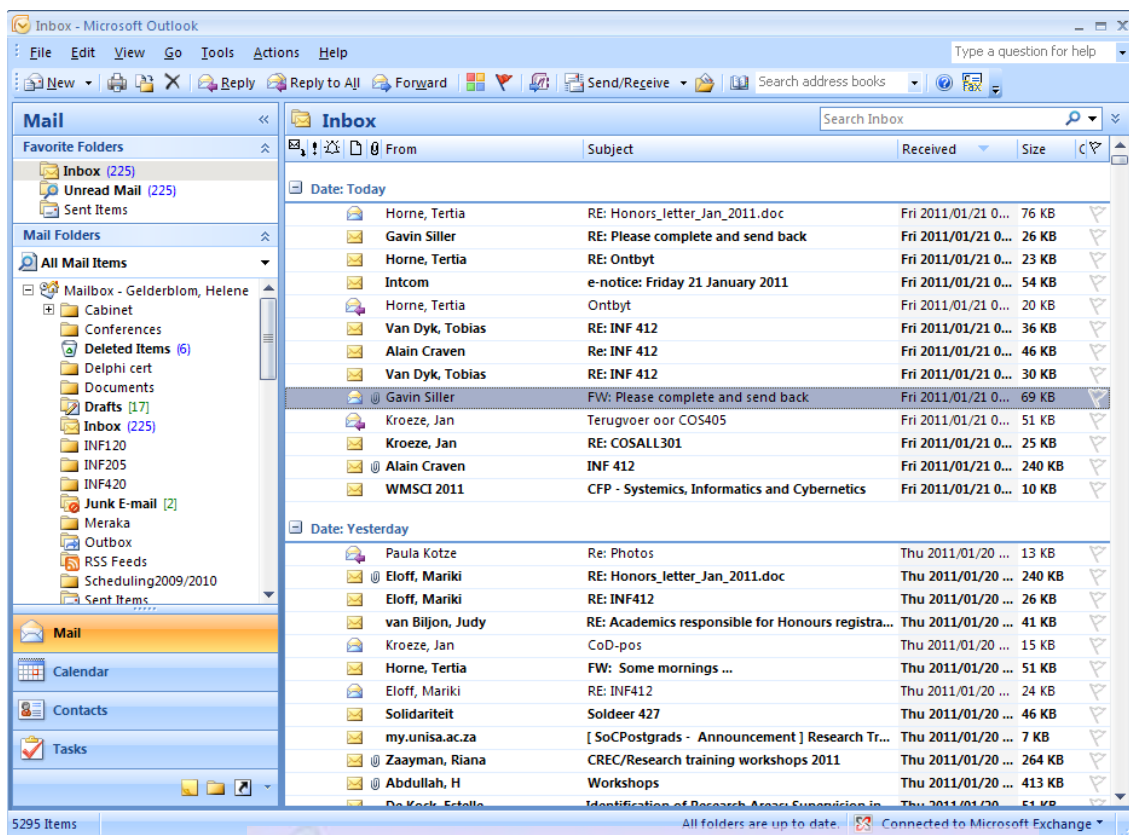 Inbox - Microsoft Outlook
File Edit View Go Tools Actions Help Type a question for help
New Reply Reply to All Forward Send/Receive Search address books Fax
Mail «
Favorite Folders
Inbox (225)
Unread Mail (225)
Sent Items
Mail Folders
All Mail Items
Mailbox - Gelderblom, Helene
Cabinet
Conferences
Deleted Items (6)
Delphi cert
Documents
Drafts [17]
Inbox (225)
INF120
INF205
INF420
Junk E-mail [2]
Meraka
Outbox
RSS Feeds
Scheduling2009/2010
Sent Items
Mail
Calendar
Contacts
Tasks
Inbox Search Inbox
From Subject Received Size C
Date: Today
Horne, Tertia RE: Honors_letter_Jan_2011.doc Fri 2011/01/21 0... 76 KB
Gavin Siller RE: Please complete and send back Fri 2011/01/21 0... 26 KB
Horne, Tertia RE: Ontbyt Fri 2011/01/21 0... 23 KB
Intcom e-notice: Friday 21 January 2011 Fri 2011/01/21 0... 54 KB
Horne, Tertia Ontbyt Fri 2011/01/21 0... 20 KB
Van Dyk, Tobias RE: INF 412 Fri 2011/01/21 0... 36 KB
Alain Craven Re: INF 412 Fri 2011/01/21 0... 46 KB
Van Dyk, Tobias RE: INF 412 Fri 2011/01/21 0... 30 KB
Gavin Siller FW: Please complete and send back Fri 2011/01/21 0... 69 KB
Kroeze, Jan Terugvoer oor COS405 Fri 2011/01/21 0... 51 KB
Kroeze, Jan RE: COSALL301 Fri 2011/01/21 0... 25 KB
Alain Craven INF 412 Fri 2011/01/21 0... 240 KB
WMSCI 2011 CFP - Systemics, Informatics and Cybernetics Fri 2011/01/21 0... 10 KB
Date: Yesterday
Paula Kotze Re: Photos Thu 2011/01/20 ... 13 KB
Eloff, Mariki RE: Honors_letter_Jan_2011.doc Thu 2011/01/20 ... 240 KB
Eloff, Mariki RE: INF412 Thu 2011/01/20 ... 26 KB
van Biljon, Judy RE: Academics responsible for Honours registra... Thu 2011/01/20 ... 41 KB
Kroeze, Jan CoD-pos Thu 2011/01/20 ... 15 KB
Horne, Tertia FW: Some mornings ... Thu 2011/01/20 ... 51 KB
Eloff, Mariki RE: INF412 Thu 2011/01/20 ... 24 KB
Solidariteit Soldeer 427 Thu 2011/01/20 ... 46 KB
my.unisa.ac.za [ SoCPostgrads - Announcement ] Research Tr... Thu 2011/01/20 ... 7 KB
Zaayman, Riana CREC/Research training workshops 2011 Thu 2011/01/20 ... 264 KB
Abdullah, H Workshops Thu 2011/01/20 ... 413 KB
De Kock, Estelle Identification of Research Areas: Supervision in Thu 2011/01/20 51 KB
5295 Items All folders are up to date. Connected to Microsoft Exchange